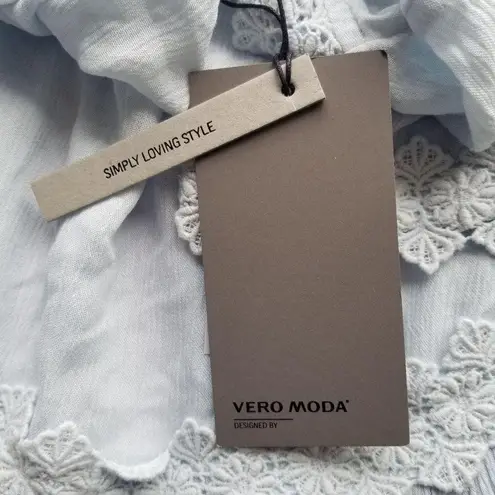 SIMPLY LOVING STYLE
VERO MODA
DESIGNED BY